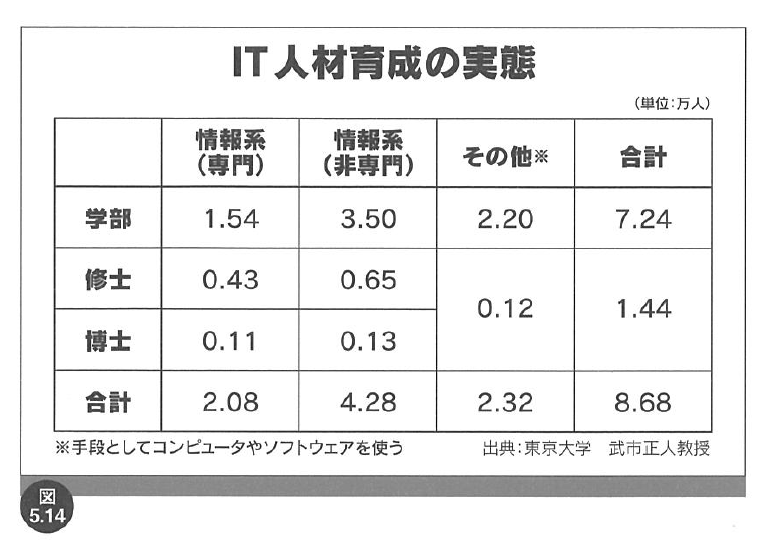 IT人材育成の実態
（単位：万人）
情報系（専門） 情報系（非専門） その他※ 合計
学部 1.54 3.50 2.20 7.24
修士 0.43 0.65
0.12 1.44
博士 0.11 0.13
合計 2.08 4.28 2.32 8.68
※手段としてコンピュータやソフトウェアを使う 出典：東京大学　武市正人教授
図
5.14